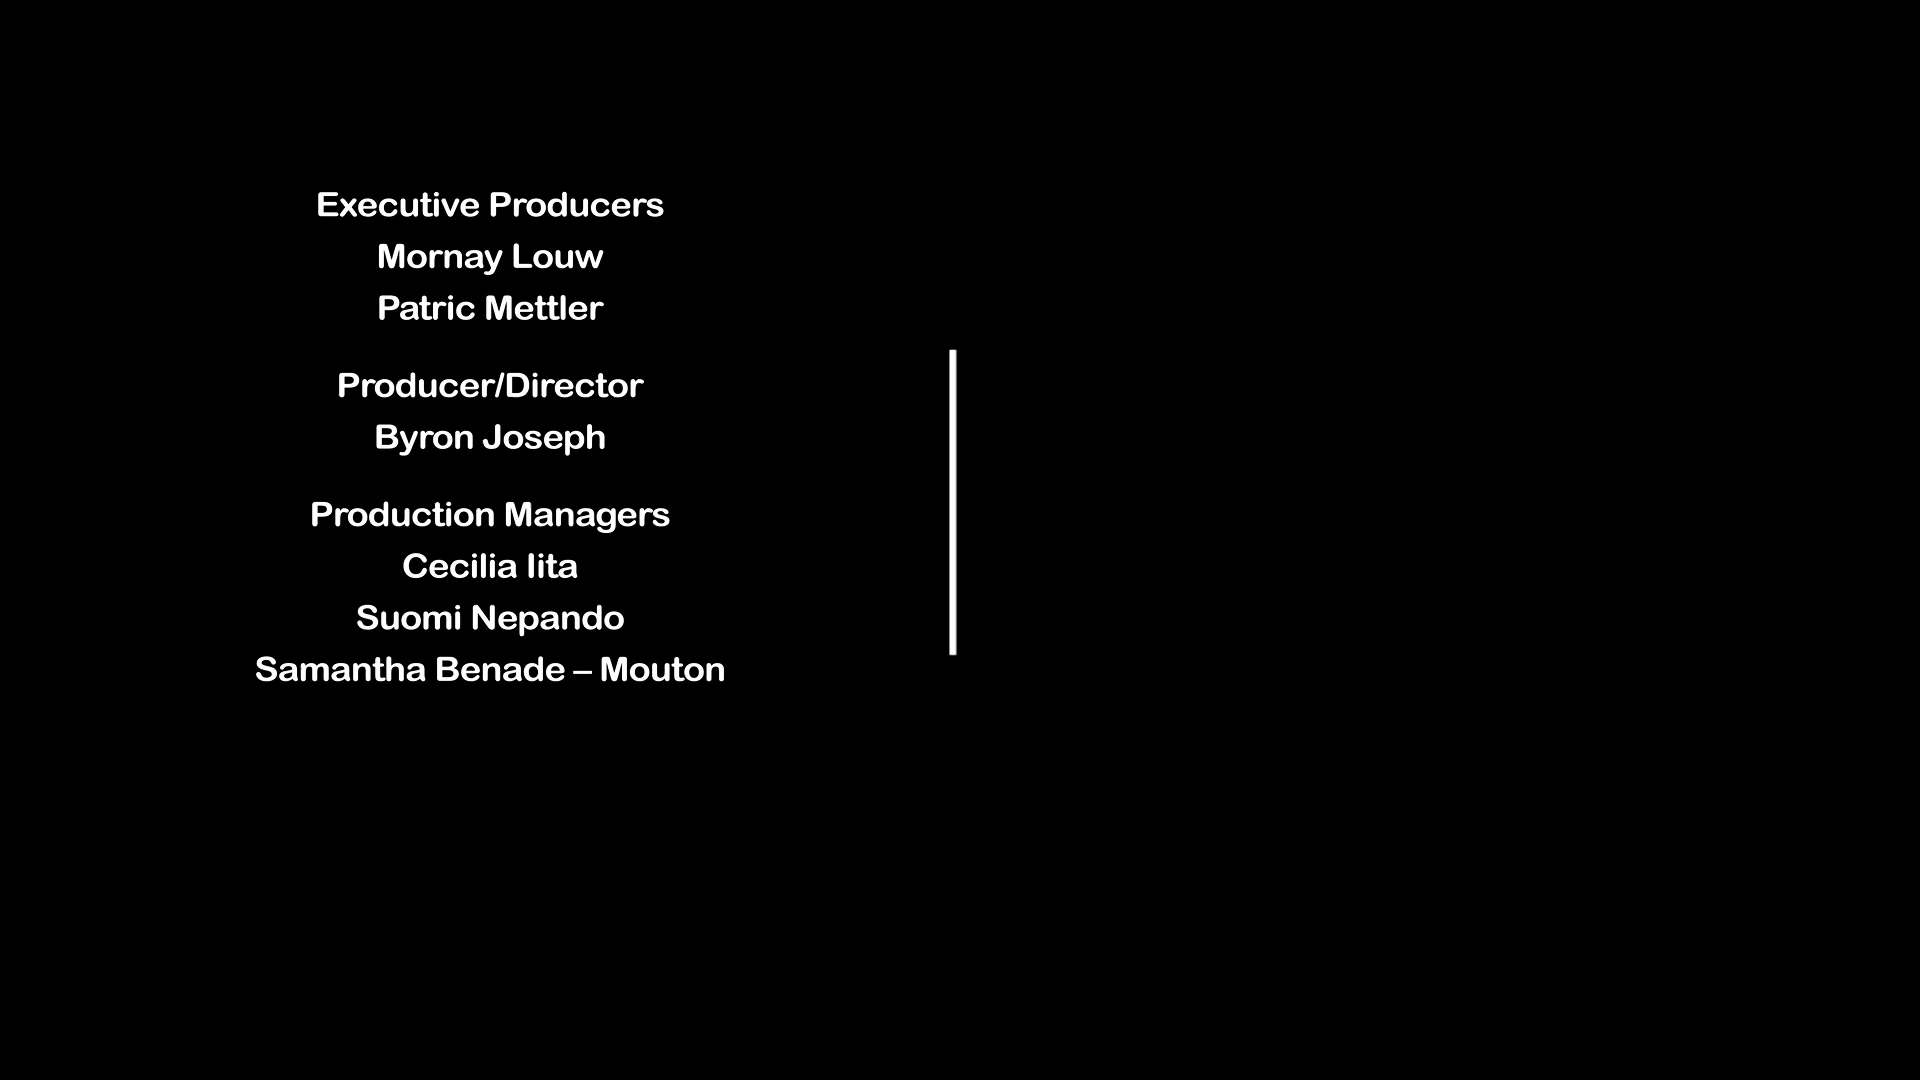 Executive Producers
Mornay Louw
Patric Mettler
Producer/Director
Byron Joseph
Production Managers
Cecilia Iita
Suomi Nepando
Samantha Benade – Mouton